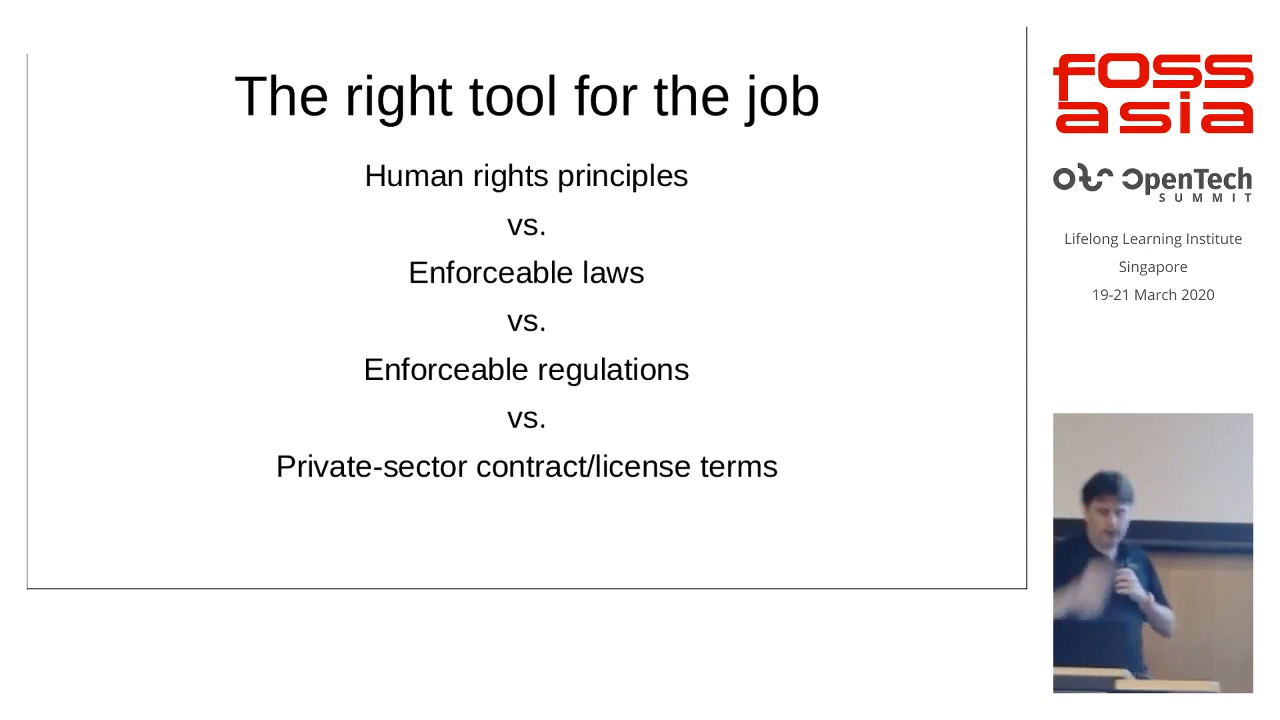 The right tool for the job
Human rights principles
vs.
Enforceable laws
vs.
Enforceable regulations
vs.
Private-sector contract/license terms
foss
asia
OpenTech
SUMMIT
Lifelong Learning Institute
Singapore
19-21 March 2020